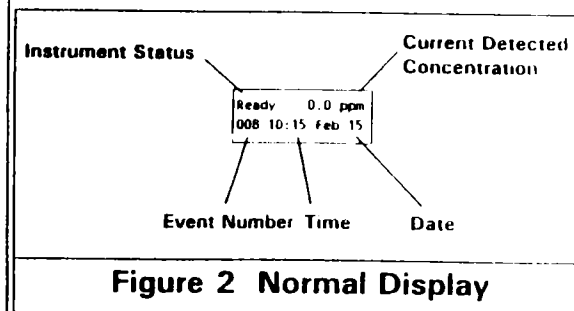 Instrument Status
Current Detected
Concentration
Ready 0.0 ppm
008 10:15 Feb 15
Event Number Time Date
Figure 2 Normal Display